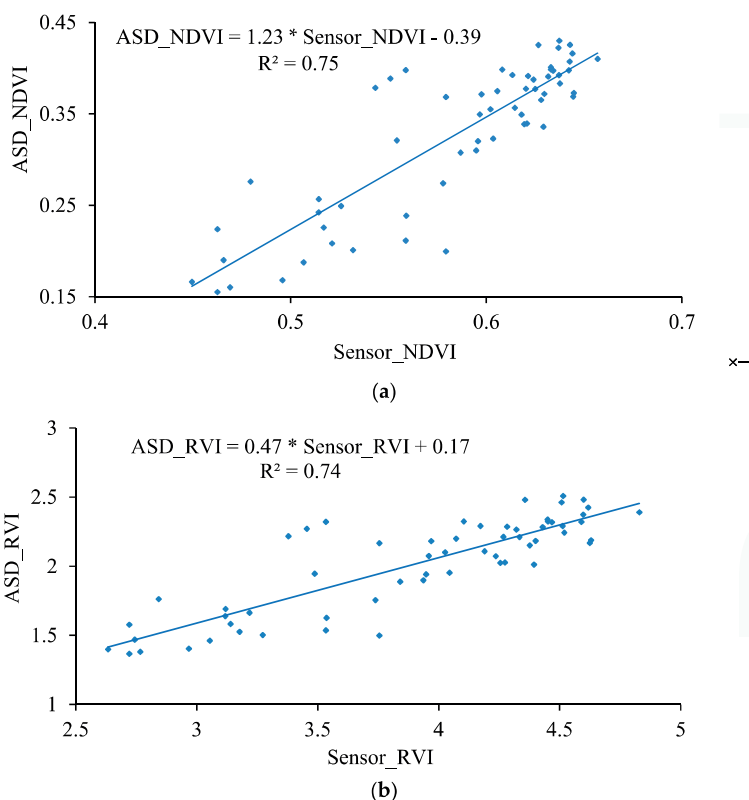 0.45
ASD_NDVI = 1.23 * Sensor_NDVI - 0.39
R² = 0.75
0.35
0.25
0.15
ASD_NDVI
0.4 0.5 0.6 0.7
Sensor_NDVI
(a)
3
ASD_RVI = 0.47 * Sensor_RVI + 0.17
R² = 0.74
2.5
2
1.5
1
ASD_RVI
2.5 3 3.5 4 4.5 5
Sensor_RVI
(b)